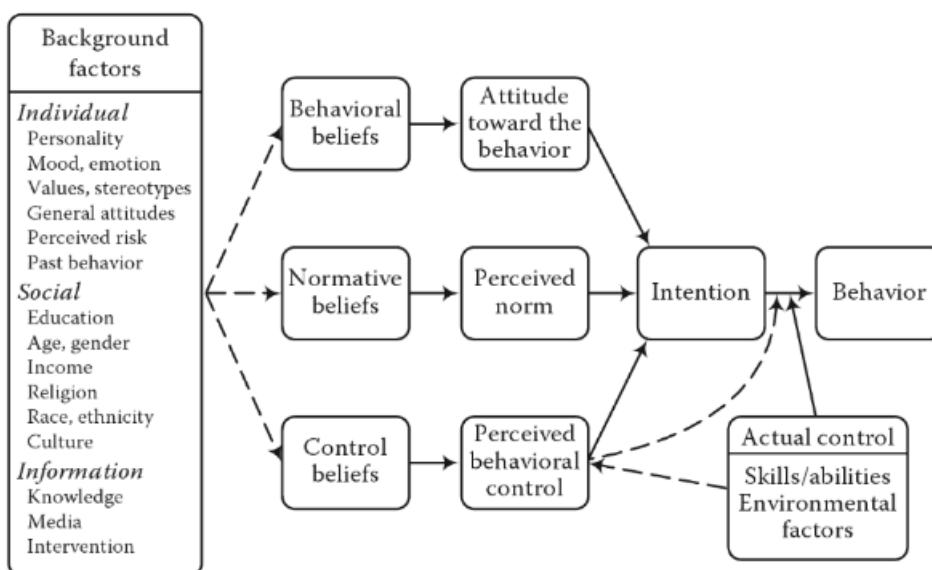 Background
factors
Individual
Personality
Mood, emotion
Values, stereotypes
General attitudes
Perceived risk
Past behavior
Social
Education
Age, gender
Income
Religion
Race, ethnicity
Culture
Information
Knowledge
Media
Intervention
Behavioral
beliefs
Attitude
toward the
behavior
Normative
beliefs
Perceived
norm
Intention
Behavior
Control
beliefs
Perceived
behavioral
control
Actual control
Skills/abilities
Environmental
factors